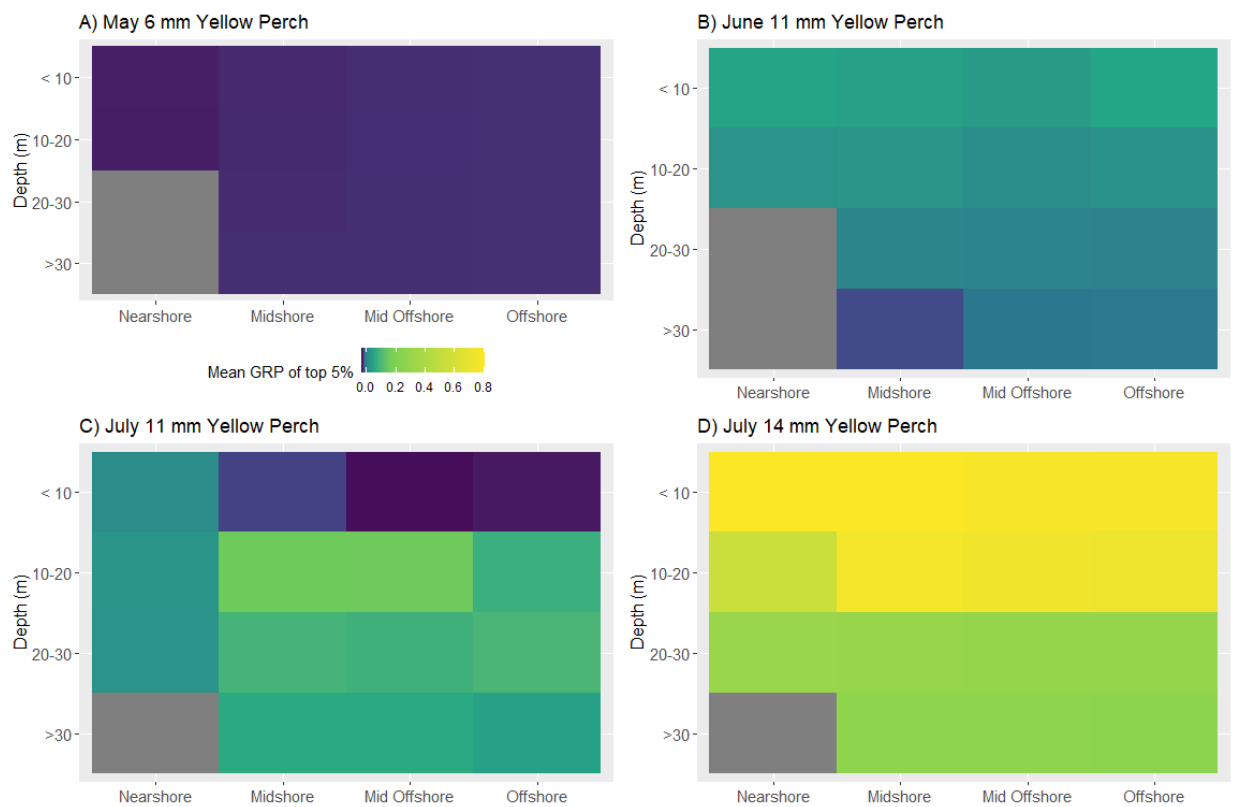 A) May 6 mm Yellow Perch
Depth (m)
< 10
10-20
20-30
>30
Nearshore Midshore Mid Offshore Offshore
B) June 11 mm Yellow Perch
Depth (m)
< 10
10-20
20-30
>30
Nearshore Midshore Mid Offshore Offshore
Mean GRP of top 5%
0.0 0.2 0.4 0.6 0.8
C) July 11 mm Yellow Perch
Depth (m)
< 10
10-20
20-30
>30
Nearshore Midshore Mid Offshore Offshore
D) July 14 mm Yellow Perch
Depth (m)
< 10
10-20
20-30
>30
Nearshore Midshore Mid Offshore Offshore